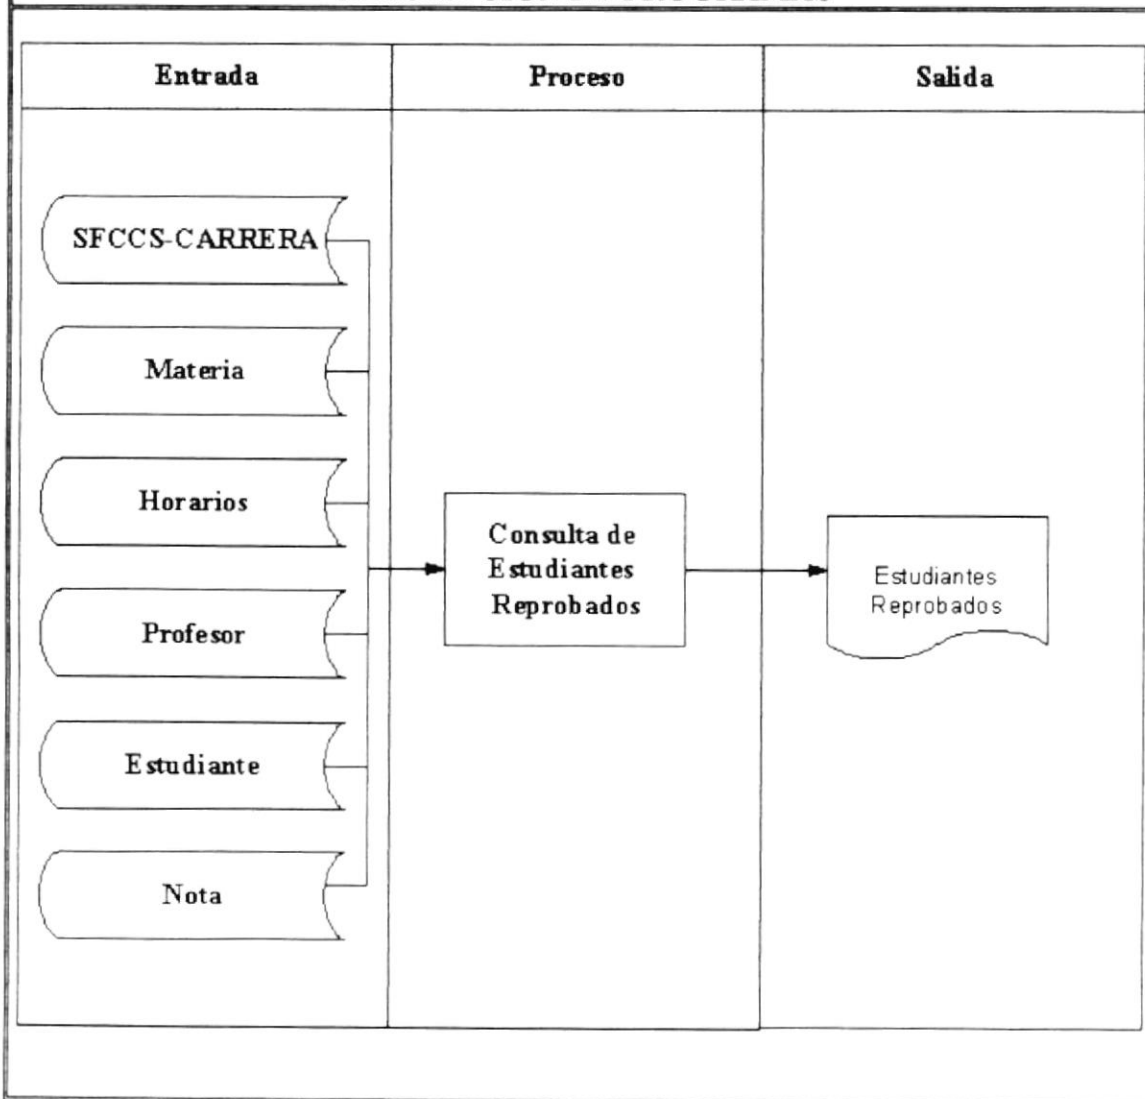 Entrada
Proceso
Salida
SFCCS-CARRERA
Materia
Horarios
Profesor
Estudiante
Nota
Consulta de
Estudiantes
Reprobados
Estudiantes
Reprobados